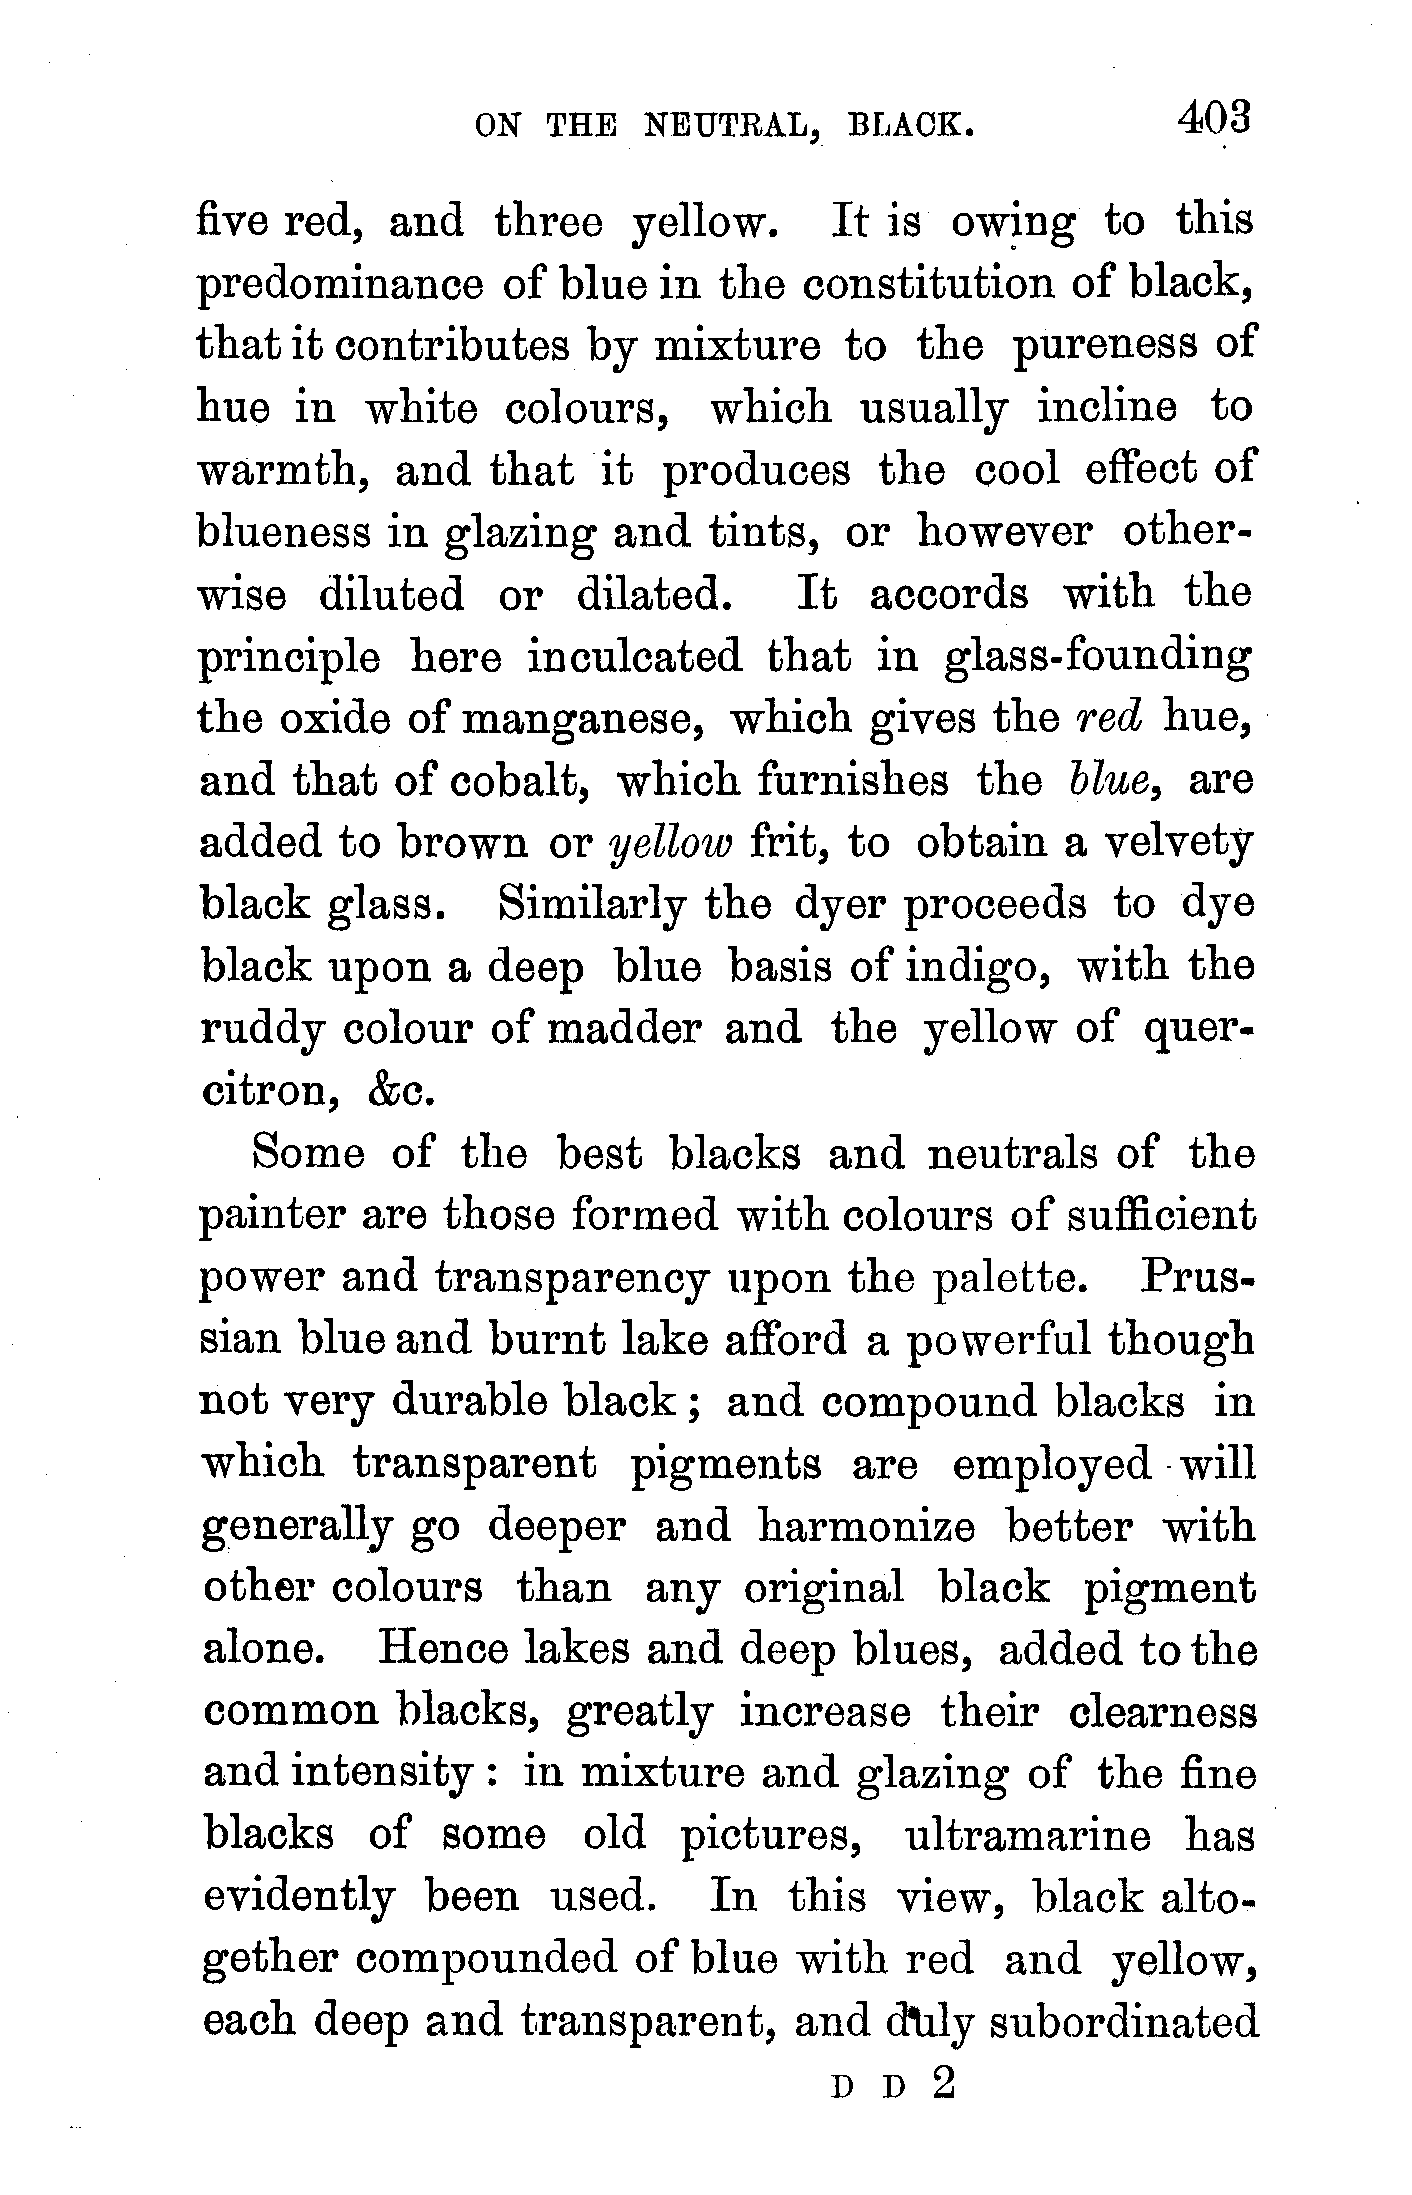 ON THE NEUTRAL, BLACK. 403
five red, and three yellow. It is owing to this
predominance of blue in the constitution of black,
that it contributes by mixture to the pureness of
hue in white colours, which usually incline to
warmth, and that it produces the cool effect of
blueness in glazing and tints, or however other-
wise diluted or dilated. It accords with the
principle here inculcated that in glass-founding
the oxide of manganese, which gives the red hue,
and that of cobalt, which furnishes the blue, are
added to brown or yellow frit, to obtain a velvety
black glass. Similarly the dyer proceeds to dye
black upon a deep blue basis of indigo, with the
ruddy colour of madder and the yellow of quer-
citron, &c.
Some of the best blacks and neutrals of the
painter are those formed with colours of sufficient
power and transparency upon the palette. Prus-
sian blue and burnt lake afford a powerful though
not very durable black; and compound blacks in
which transparent pigments are employed will
generally go deeper and harmonize better with
other colours than any original black pigment
alone. Hence lakes and deep blues, added to the
common blacks, greatly increase their clearness
and intensity: in mixture and glazing of the fine
blacks of some old pictures, ultramarine has
evidently been used. In this view, black alto-
gether compounded of blue with red and yellow,
each deep and transparent, and duly subordinated
D D 2